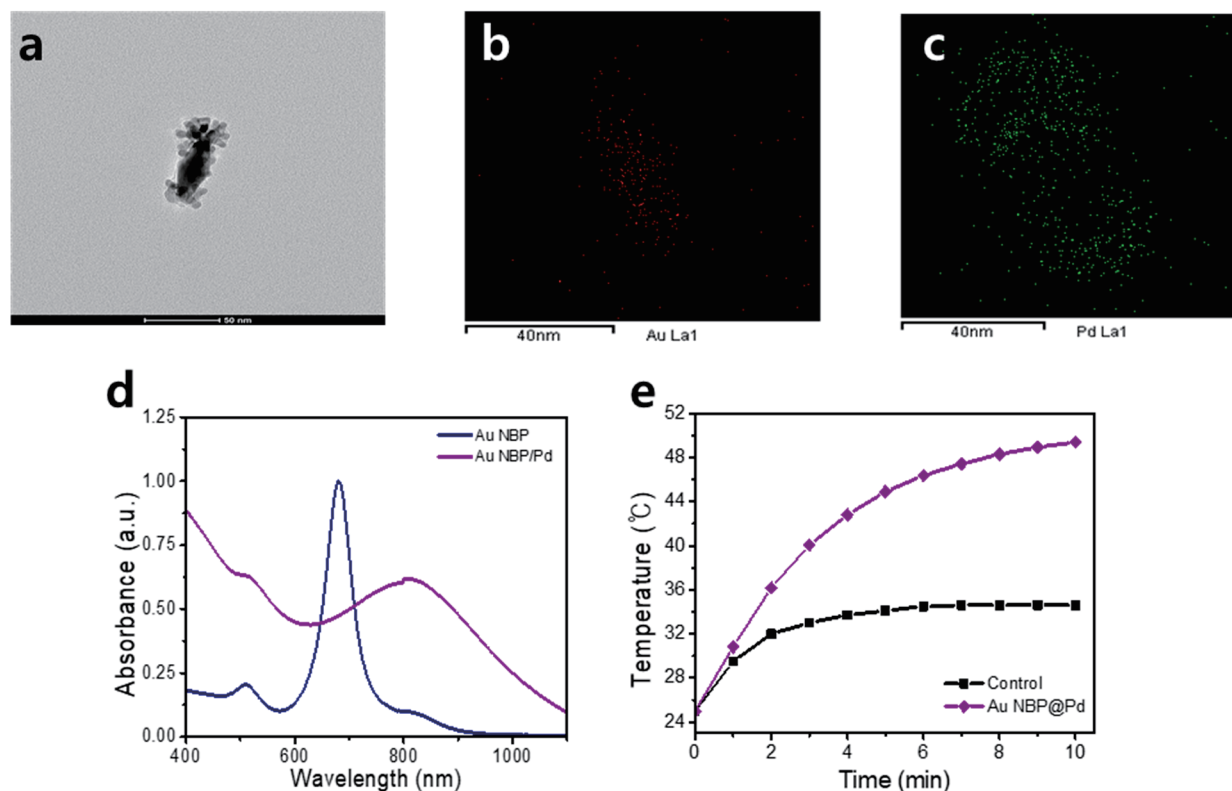 a
50 nm
b
40nm Au La1
c
40nm Pd La1
d
Absorbance (a.u.)
1.25
1.00
0.75
0.50
0.25
0.00
Au NBP
Au NBP/Pd
400 600 800 1000
Wavelength (nm)
e
Temperature (℃)
52
48
44
40
36
32
28
24
Control
Au NBP@Pd
0 2 4 6 8 10
Time (min)